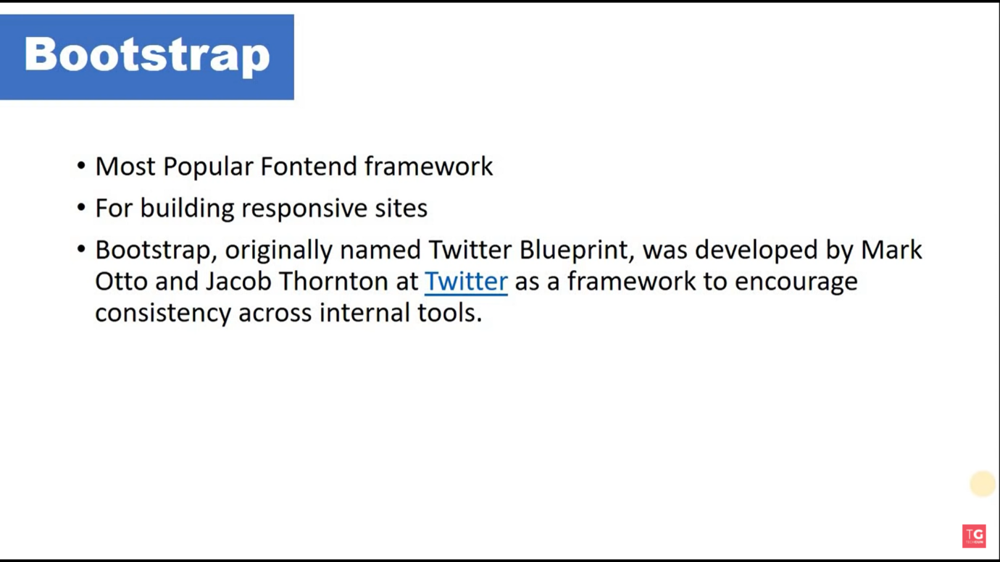 Bootstrap
• Most Popular Fontend framework
• For building responsive sites
• Bootstrap, originally named Twitter Blueprint, was developed by Mark
Otto and Jacob Thornton at Twitter as a framework to encourage
consistency across internal tools.
TG